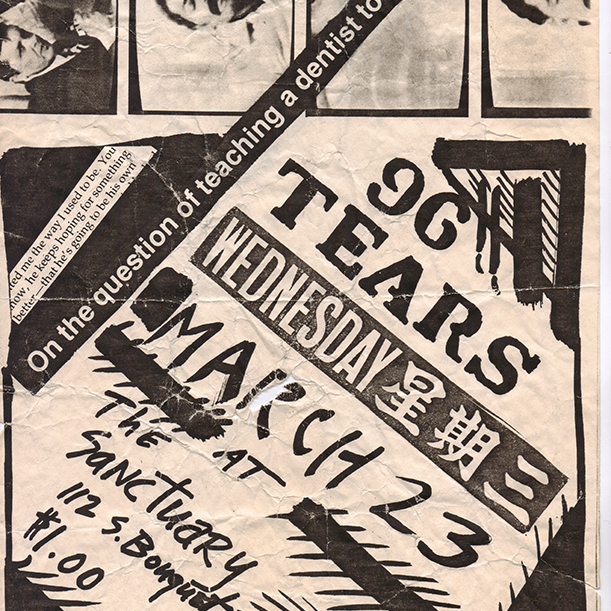 On the question of teaching a dentist to
ted me the way I used to be. You
now, he keeps hoping for something
better—that he's going to be his own
96
TEARS
WEDNESDAY 星期三
MARCH 23
AT
THE
SANCTUARY
112 S. BOUQUET
$1.00